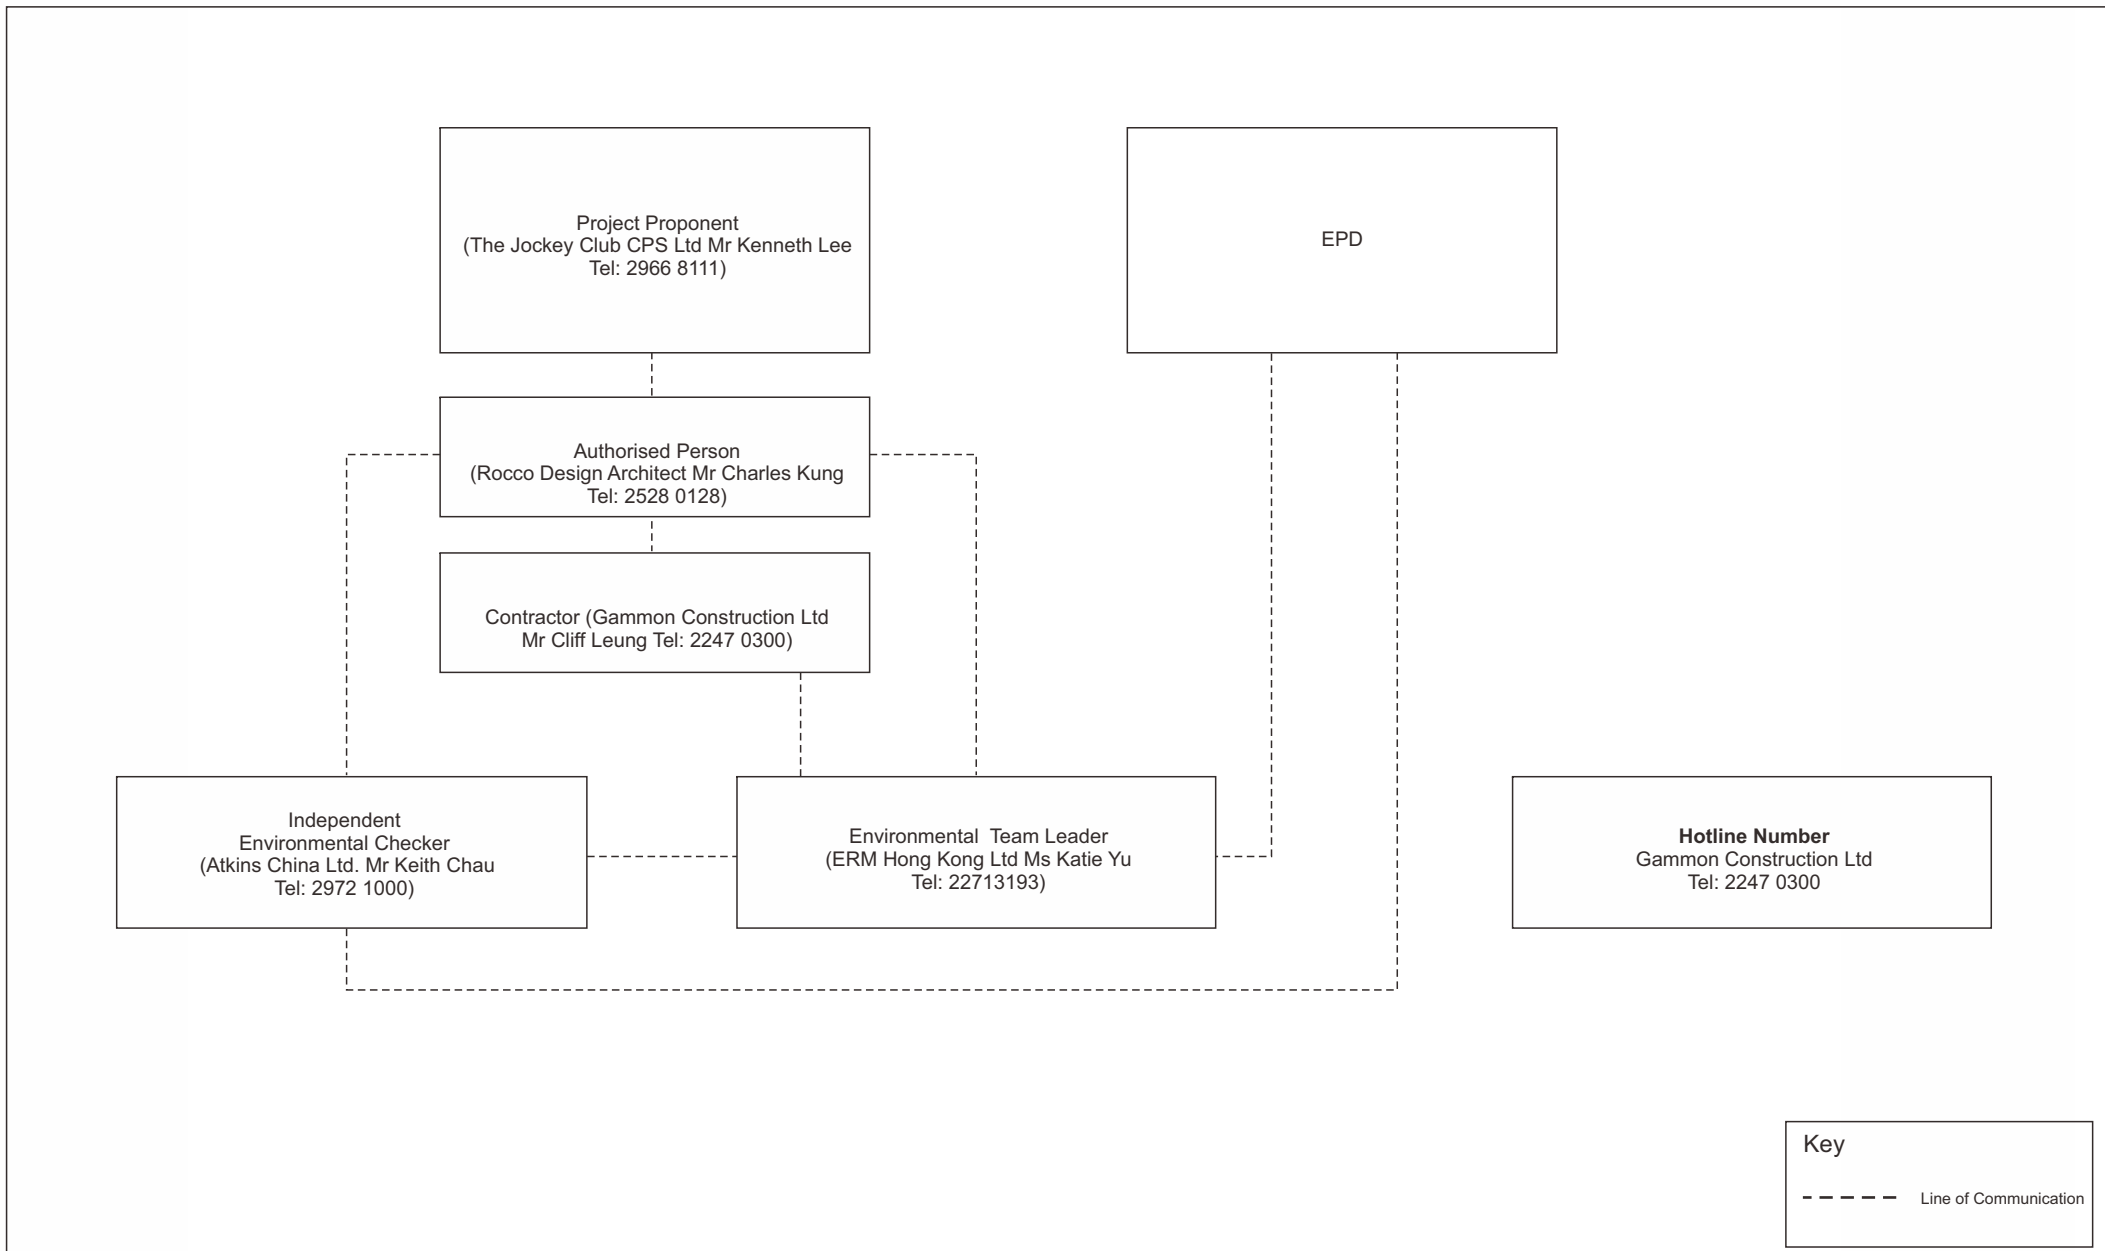 Project Proponent
(The Jockey Club CPS Ltd Mr Kenneth Lee
Tel: 2966 8111)
EPD
Authorised Person
(Rocco Design Architect Mr Charles Kung
Tel: 2528 0128)
Contractor (Gammon Construction Ltd
Mr Cliff Leung Tel: 2247 0300)
Independent
Environmental Checker
(Atkins China Ltd. Mr Keith Chau
Tel: 2972 1000)
Environmental Team Leader
(ERM Hong Kong Ltd Ms Katie Yu
Tel: 22713193)
Hotline Number
Gammon Construction Ltd
Tel: 2247 0300
Key
Line of Communication